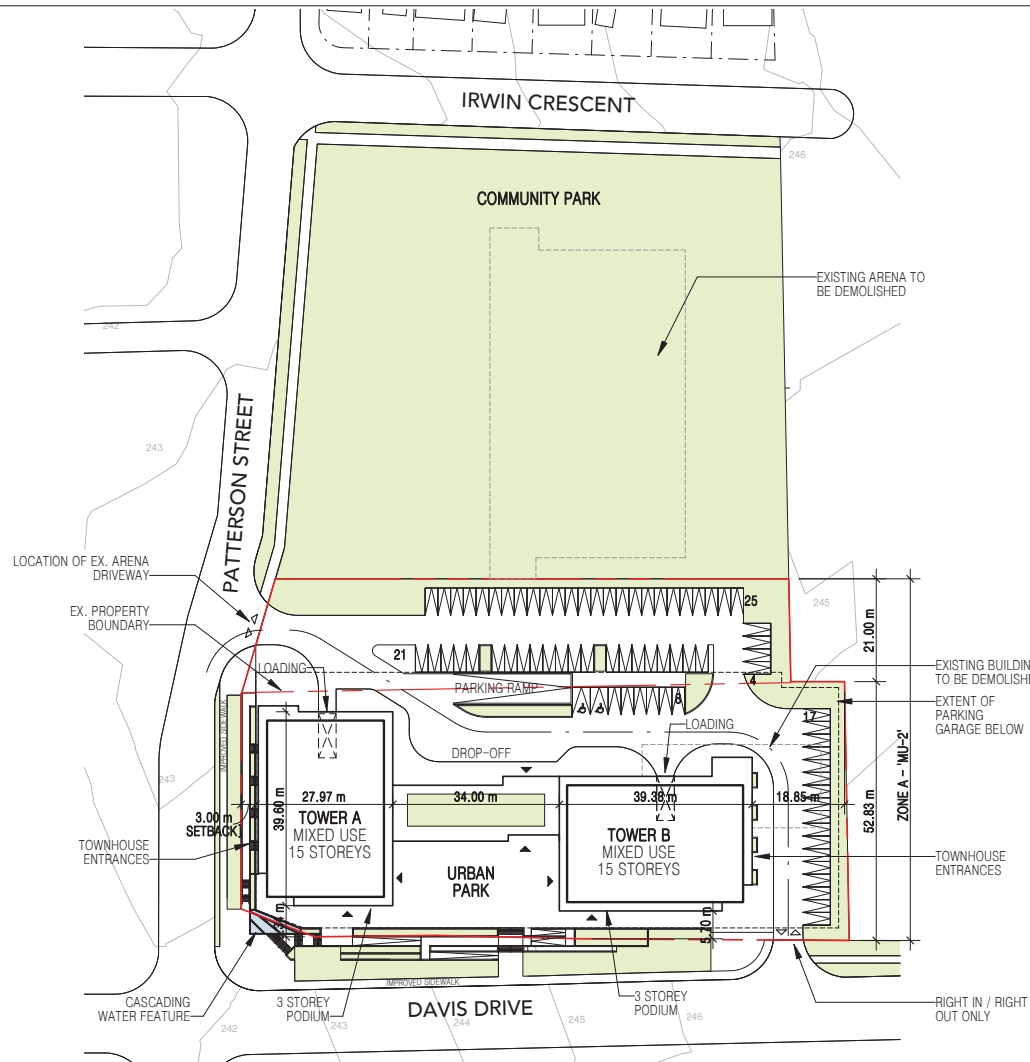 IRWIN CRESCENT
246
COMMUNITY PARK
EXISTING ARENA TO
BE DEMOLISHED
242
PATTERSON STREET
243
LOCATION OF EX. ARENA
DRIVEWAY
EX. PROPERTY
BOUNDARY
25
245
21.00 m
21
LOADING
PARKING RAMP
4
8
17
EXISTING BUILDIN
TO BE DEMOLISHE
EXTENT OF
PARKING
GARAGE BELOW
LOADING
DROP-OFF
IMPROVED SIDEWALK
243
ZONE A - 'MU-2'
52.83 m
39.60 m
27.97 m
34.00 m
39.38 m
18.85 m
3.00 m
SETBACK
TOWER A
MIXED USE
15 STOREYS
TOWER B
MIXED USE
15 STOREYS
TOWNHOUSE
ENTRANCES
TOWNHOUSE
ENTRANCES
URBAN
PARK
5.70 m
IMPROVED SIDEWALK
CASCADING
WATER FEATURE
3 STOREY
PODIUM
DAVIS DRIVE
3 STOREY
PODIUM
RIGHT IN / RIGHT
OUT ONLY
242
243
244
245
246